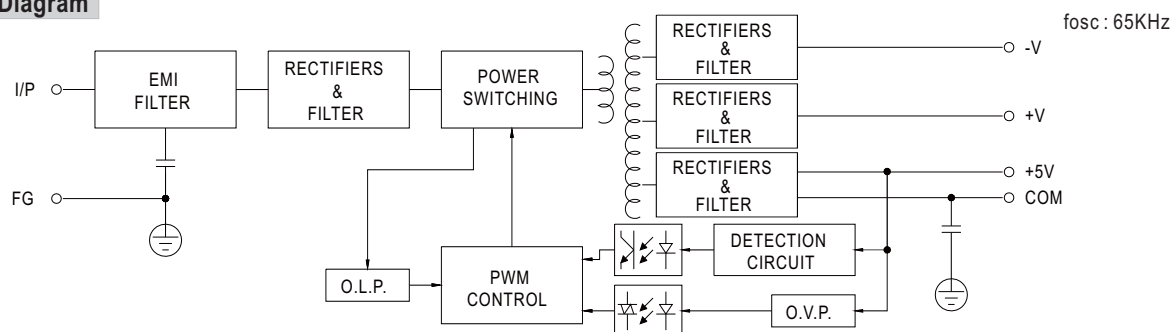 Diagram
fosc : 65KHz
I/P
EMI
FILTER
RECTIFIERS
&
FILTER
POWER
SWITCHING
RECTIFIERS
&
FILTER
-V
RECTIFIERS
&
FILTER
+V
RECTIFIERS
&
FILTER
+5V
COM
FG
O.L.P.
PWM
CONTROL
DETECTION
CIRCUIT
O.V.P.